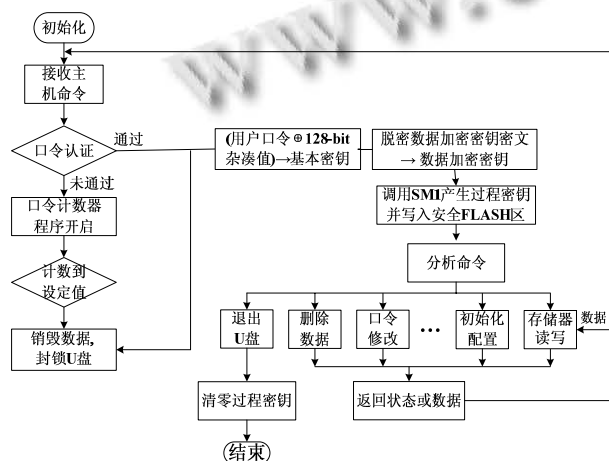 www.
初始化
接收主
机命令
口令认证
通过
未通过
口令计数器
程序开启
计数到
设定值
销毁数据,
封锁U盘
(用户口令⊕128-bit
杂凑值)→基本密钥
脱密数据加密密钥密文
→ 数据加密密钥
调用SM1产生过程密钥
并写入安全FLASH区
分析命令
退出
U盘
删除
数据
口令
修改
…
初始化
配置
存储器
读写
数据
清零过程密钥
返回状态或数据
结束